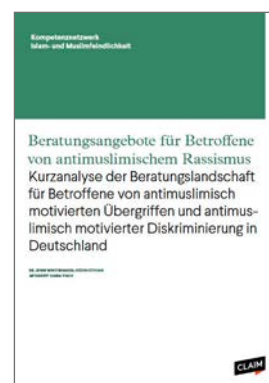 Kompetenznetzwerk
Islam- und Muslimfeindlichkeit
Beratungsangebote für Betroffene
von antimuslimischem Rassismus
Kurzanalyse der Beratungslandschaft
für Betroffene von antimuslimisch
motivierten Übergriffen und antimus-
limisch motivierter Diskriminierung in
Deutschland
CLAIM